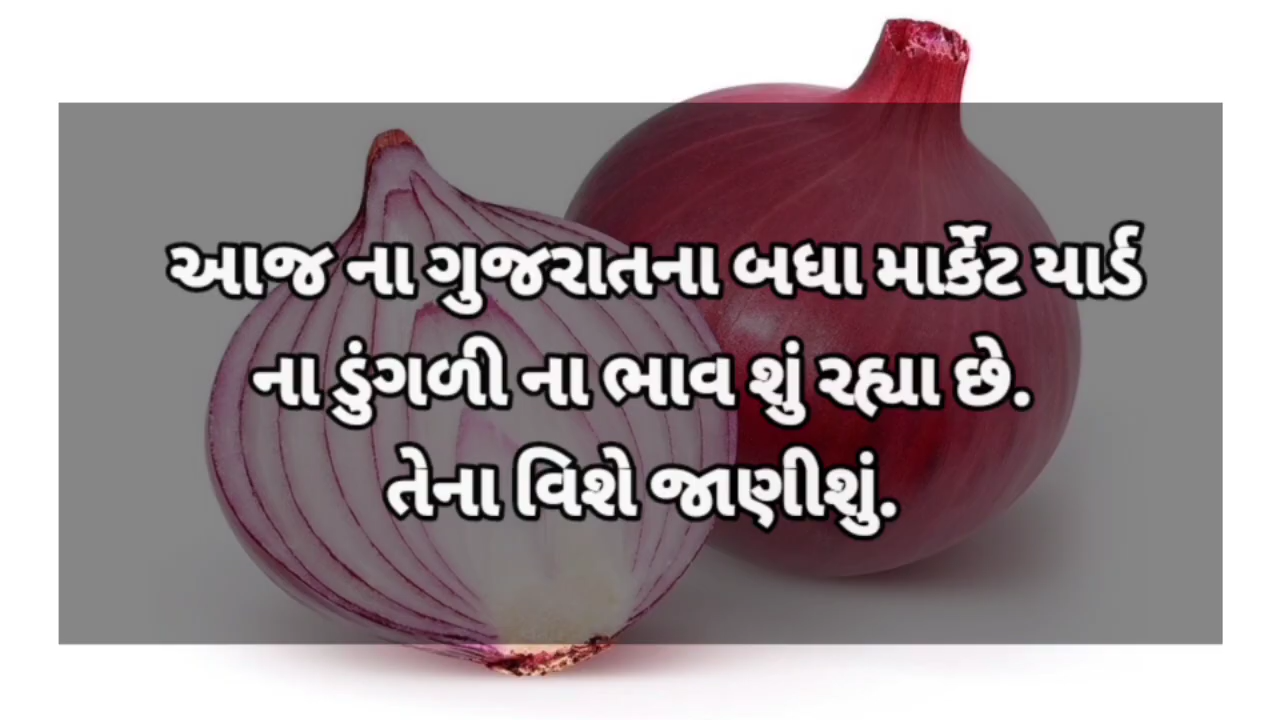 આજ ના ગુજરાતના બધા માર્કેટ યાર્ડ
ના ડુંગળી ના ભાવ શું રહ્યા છે.
તેના વિશે જાણીશું.